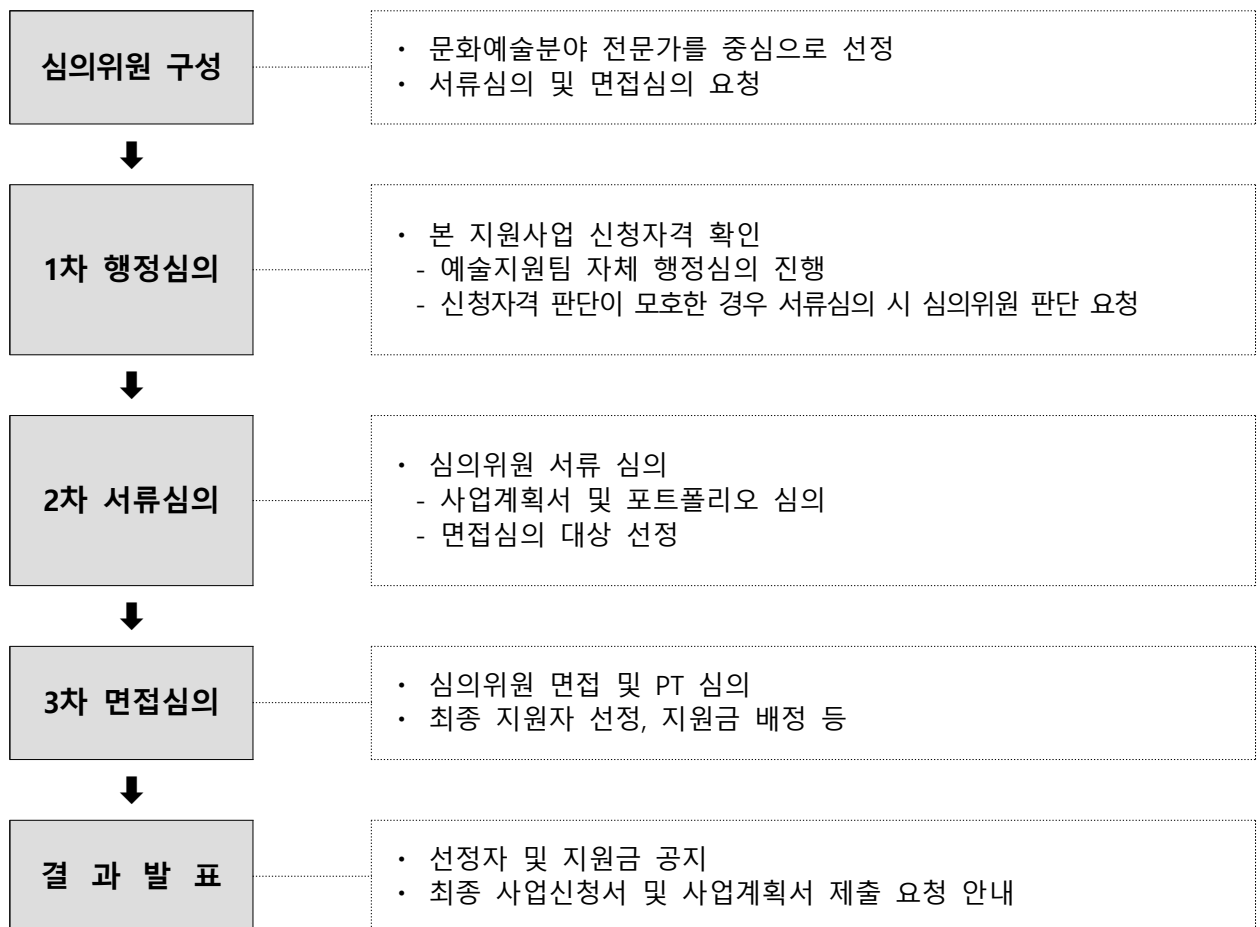 심의위원 구성
· 문화예술분야 전문가를 중심으로 선정
· 서류심의 및 면접심의 요청
⬇
1차 행정심의
· 본 지원사업 신청자격 확인
- 예술지원팀 자체 행정심의 진행
- 신청자격 판단이 모호한 경우 서류심의 시 심의위원 판단 요청
⬇
2차 서류심의
· 심의위원 서류 심의
- 사업계획서 및 포트폴리오 심의
- 면접심의 대상 선정
⬇
3차 면접심의
· 심의위원 면접 및 PT 심의
· 최종 지원자 선정, 지원금 배정 등
⬇
결 과 발 표
· 선정자 및 지원금 공지
· 최종 사업신청서 및 사업계획서 제출 요청 안내